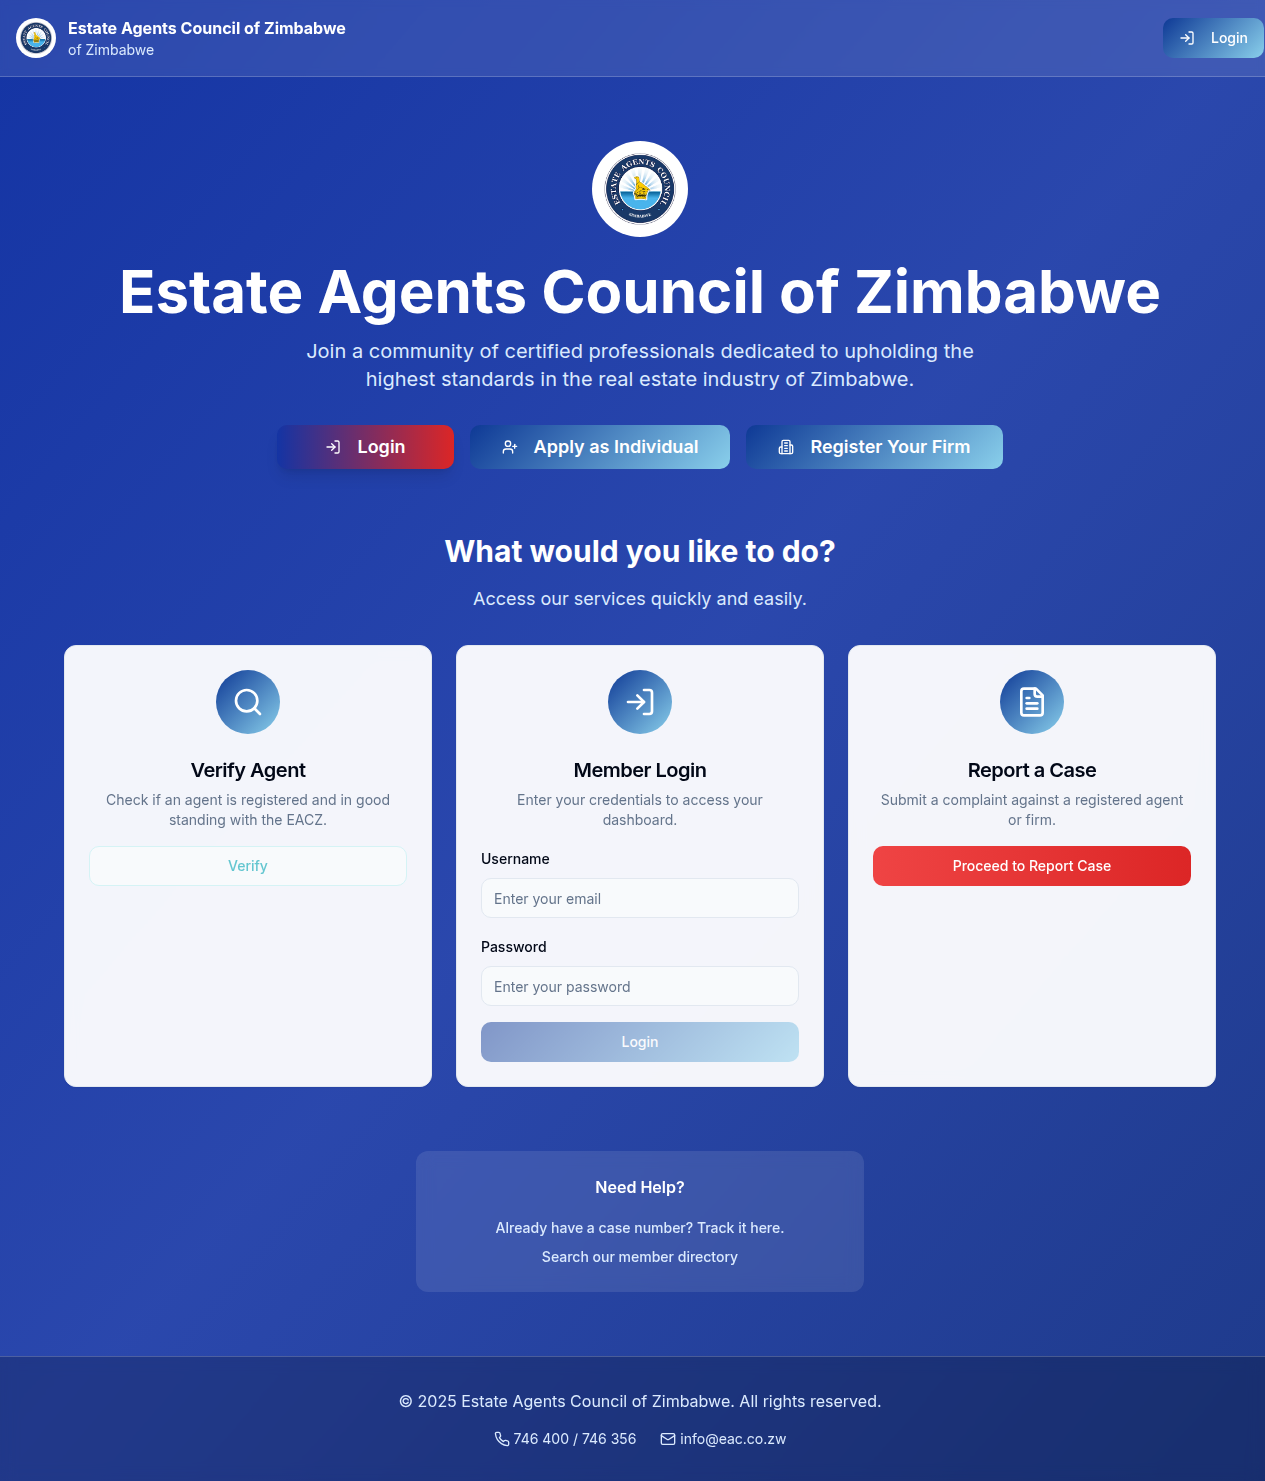 Estate Agents Council of Zimbabwe
of Zimbabwe
Login
ESTATE AGENTS COUNCIL
ZIMBABWE
Estate Agents Council of Zimbabwe
Join a community of certified professionals dedicated to upholding the
highest standards in the real estate industry of Zimbabwe.
Login
Apply as Individual
Register Your Firm
What would you like to do?
Access our services quickly and easily.
Verify Agent
Check if an agent is registered and in good
standing with the EACZ.
Verify
Member Login
Enter your credentials to access your
dashboard.
Username
Enter your email
Password
Enter your password
Login
Report a Case
Submit a complaint against a registered agent
or firm.
Proceed to Report Case
Need Help?
Already have a case number? Track it here.
Search our member directory
© 2025 Estate Agents Council of Zimbabwe. All rights reserved.
746 400 / 746 356
info@eac.co.zw